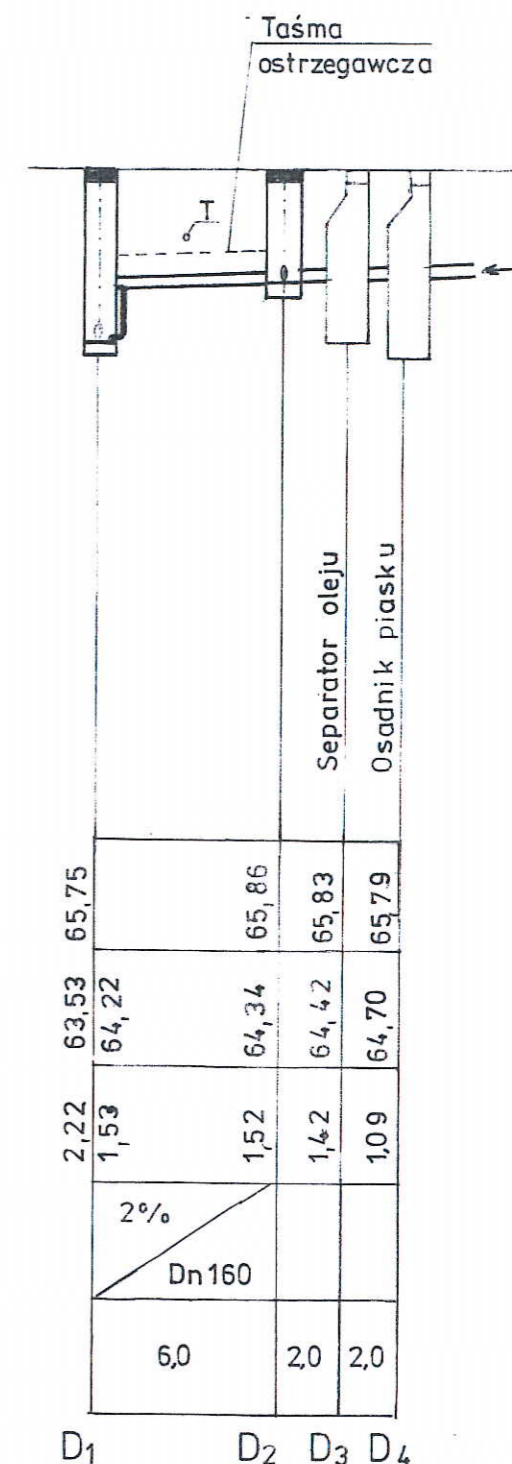 Taśma
ostrzegawcza
T
Separator oleju
Osadnik piasku
65,75
65,86
65,83
65,79
63,53
64,22
64,34
64,42
64,70
2,22
1,53
1,52
1,42
1,09
2%
Dn 160
6,0
2,0
2,0
D1
D2
D3
D4